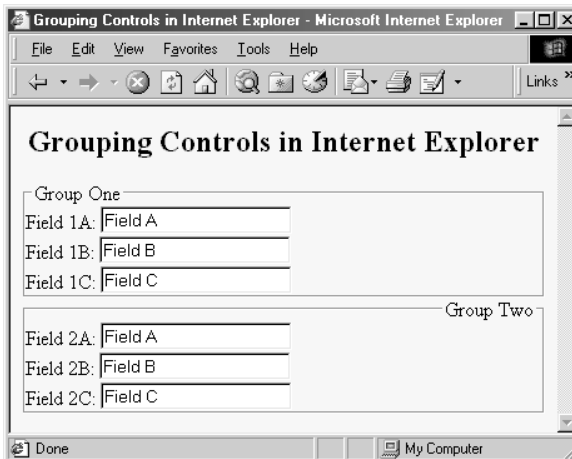 Grouping Controls in Internet Explorer - Microsoft Internet Explorer
File Edit View Favorites Tools Help
Links »
Grouping Controls in Internet Explorer
Group One
Field 1A: Field A
Field 1B: Field B
Field 1C: Field C
Group Two
Field 2A: Field A
Field 2B: Field B
Field 2C: Field C
Done My Computer